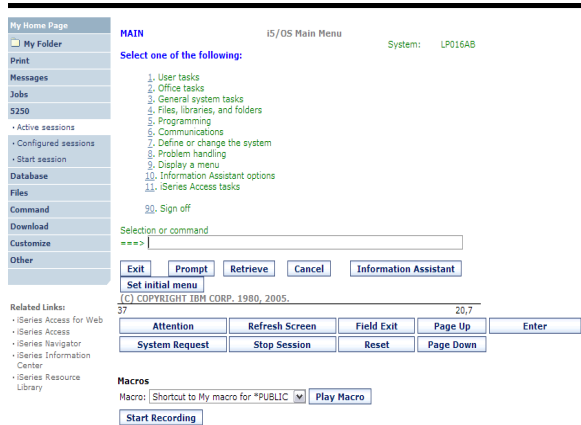 My Home Page
My Folder
Print
Messages
Jobs
5250
• Active sessions
• Configured sessions
• Start session
Database
Files
Command
Download
Customize
Other
Related Links:
• iSeries Access for Web
• iSeries Access
• iSeries Navigator
• iSeries Information
Center
• iSeries Resource
Library
MAIN i5/OS Main Menu
System: LP016AB
Select one of the following:
1. User tasks
2. Office tasks
3. General system tasks
4. Files, libraries, and folders
5. Programming
6. Communications
7. Define or change the system
8. Problem handling
9. Display a menu
10. Information Assistant options
11. iSeries Access tasks
90. Sign off
Selection or command
===>
Exit Prompt Retrieve Cancel Information Assistant
Set initial menu
(C) COPYRIGHT IBM CORP. 1980, 2005.
37 20,7
Attention Refresh Screen Field Exit Page Up Enter
System Request Stop Session Reset Page Down
Macros
Macro: Shortcut to My macro for *PUBLIC Play Macro
Start Recording